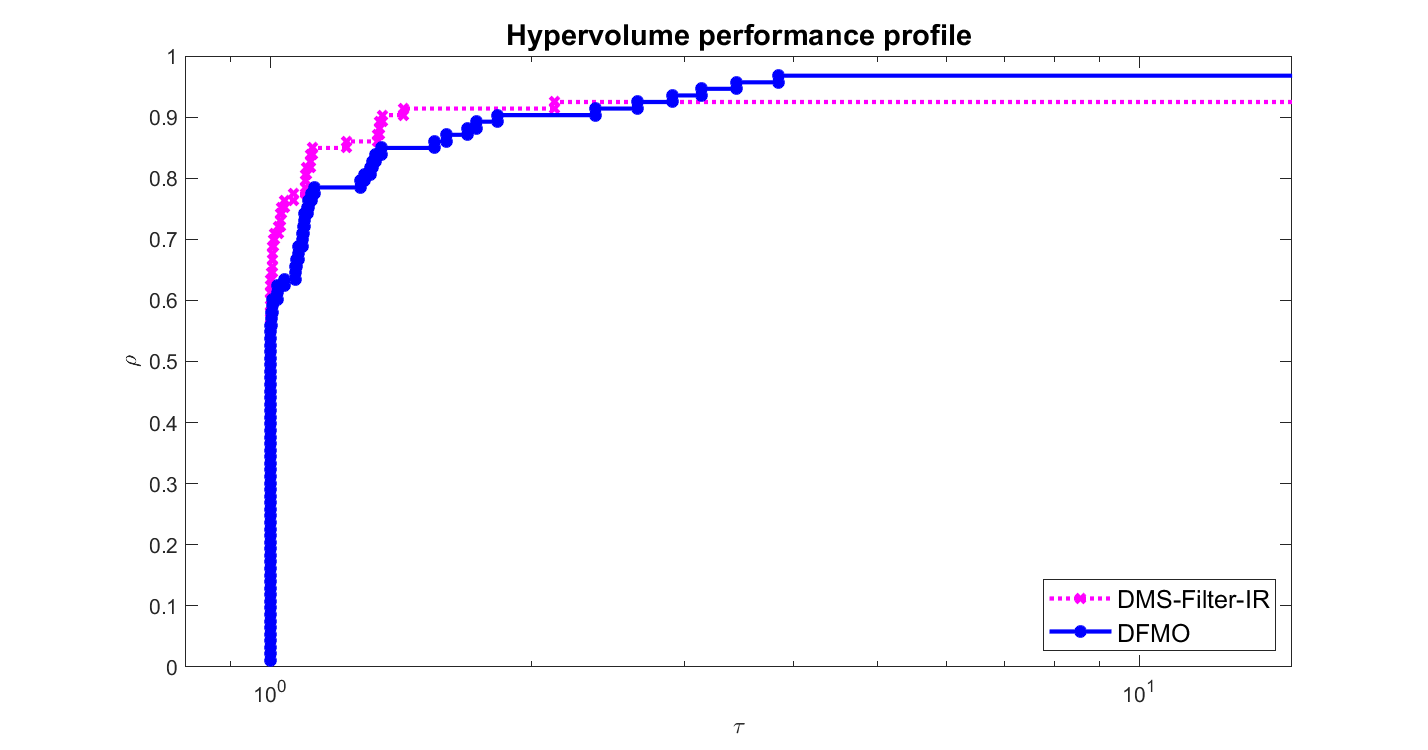 Hypervolume performance profile
1
0.9
0.8
0.7
0.6
0.5
0.4
0.3
0.2
0.1
0
ρ
10⁰
10¹
τ
DMS-Filter-IR
DFMO